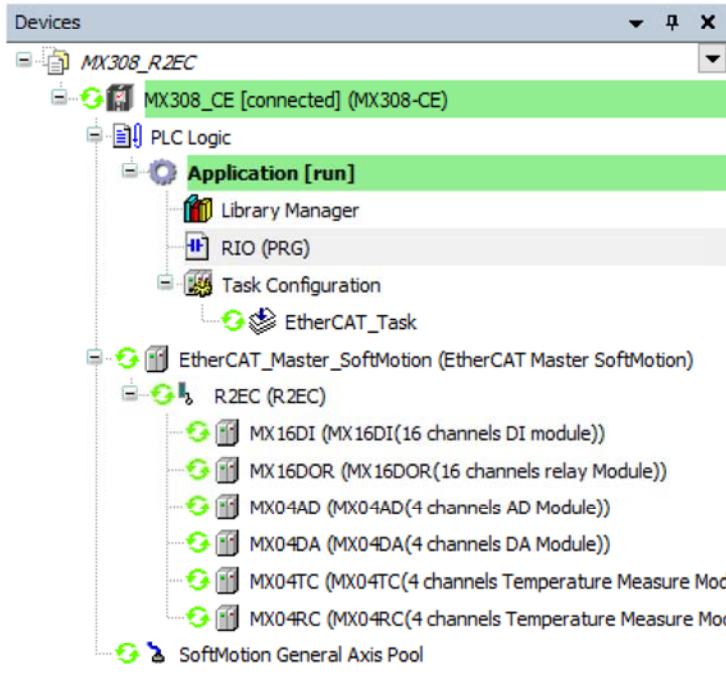 Devices
MX308_R2EC
MX308_CE [connected] (MX308-CE)
PLC Logic
Application [run]
Library Manager
RIO (PRG)
Task Configuration
EtherCAT_Task
EtherCAT_Master_SoftMotion (EtherCAT Master SoftMotion)
R2EC (R2EC)
MX16DI (MX16DI(16 channels DI module))
MX16DOR (MX16DOR(16 channels relay Module))
MX04AD (MX04AD(4 channels AD Module))
MX04DA (MX04DA(4 channels DA Module))
MX04TC (MX04TC(4 channels Temperature Measure Mod
MX04RC (MX04RC(4 channels Temperature Measure Mod
SoftMotion General Axis Pool